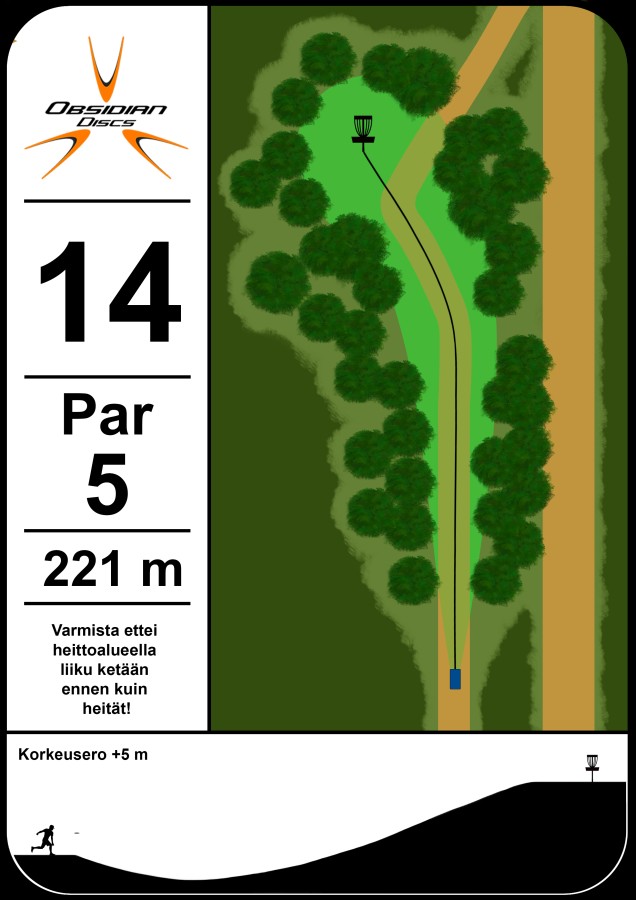 Obsidian
Discs
14
Par
5
221 m
Varmista ettei
heittoalueella
liiku ketään
ennen kuin
heität!
Korkeusero +5 m